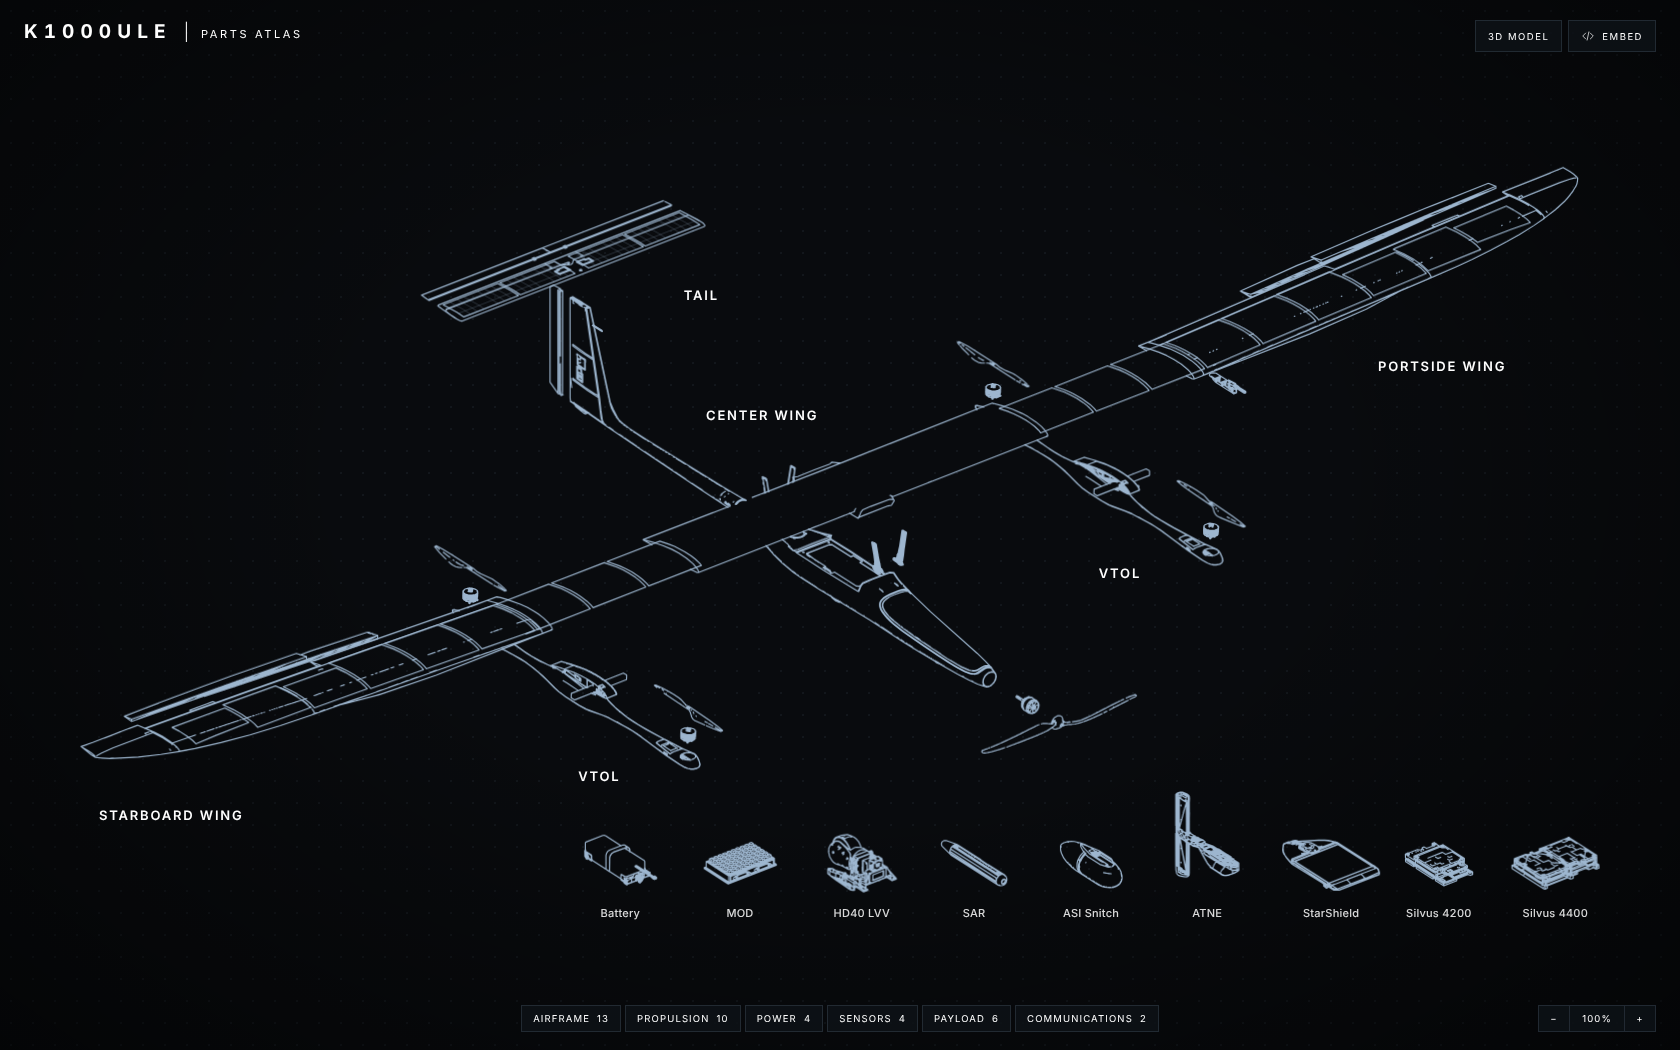 K1000ULE | PARTS ATLAS
3D MODEL
</> EMBED
TAIL
PORTSIDE WING
CENTER WING
VTOL
VTOL
STARBOARD WING
Battery
MOD
HD40 LVV
SAR
ASI Snitch
ATNE
StarShield
Silvus 4200
Silvus 4400
AIRFRAME 13
PROPULSION 10
POWER 4
SENSORS 4
PAYLOAD 6
COMMUNICATIONS 2
− 100% +